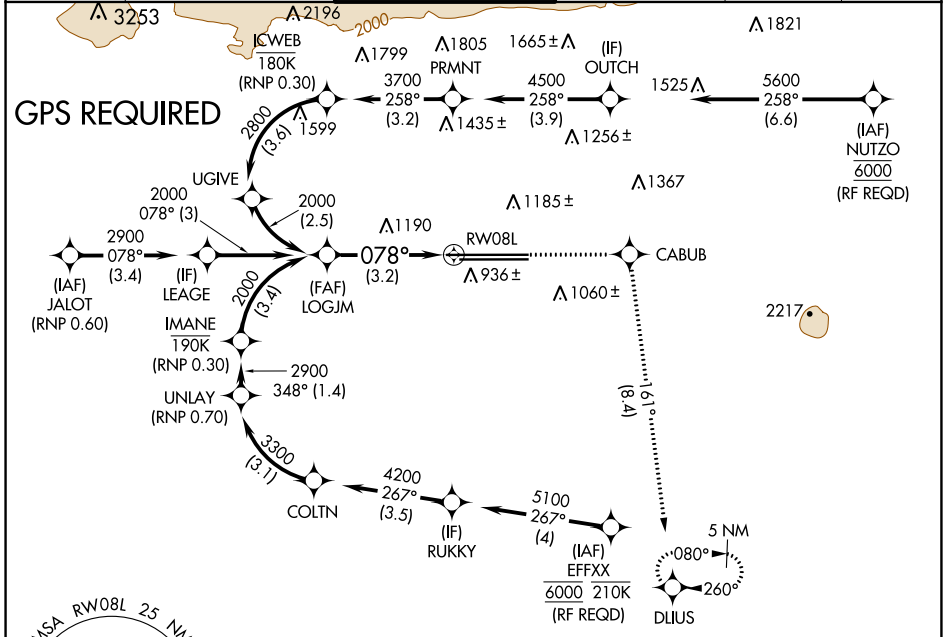 3253
2196
2000
1799
1805
1665±
1821
ICWEB
180K
(RNP 0.30)
PRMNT
(IF)
OUTCH
1525
GPS REQUIRED
1599
3700
258°
(3.2)
1435±
4500
258°
(3.9)
1256±
5600
258°
(6.6)
(IAF)
NUTZO
6000
(RF REQD)
2800
(3.6)
UGIVE
2000
(2.5)
1367
1185±
2000
078° (3)
1190
2900
078°
(3.4)
(IAF)
JALOT
(RNP 0.60)
(IF)
LEAGE
(FAF)
LOGJM
078°
(3.2)
RW08L
936±
CABUB
1060±
2217
2000
(3.4)
IMANE
190K
(RNP 0.30)
2900
348° (1.4)
UNLAY
(RNP 0.70)
161°
(8.4)
3300
(3.1)
COLTN
4200
267°
(3.5)
(IF)
RUKKY
5100
267°
(4)
(IAF)
EFFXX
6000 210K
(RF REQD)
5 NM
080°
260°
DLIUS
MSA RW08L 25 NM